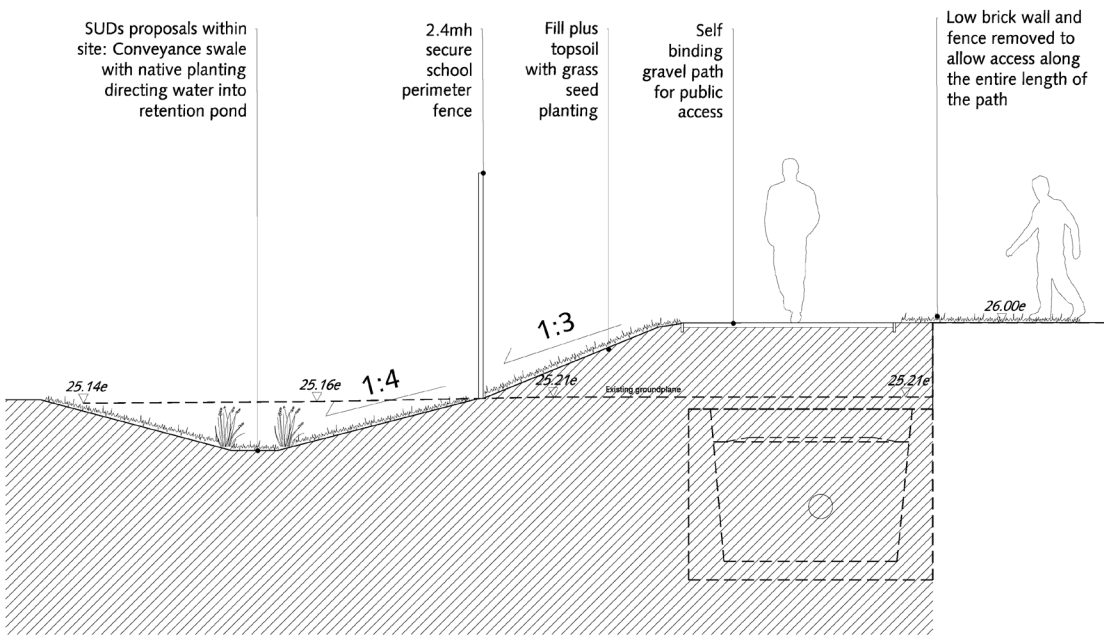 SUDs proposals within
site: Conveyance swale
with native planting
directing water into
retention pond
2.4mh
secure
school
perimeter
fence
Fill plus
topsoil
with grass
seed
planting
Self
binding
gravel path
for public
access
Low brick wall and
fence removed to
allow access along
the entire length of
the path
26.00e
1:3
25.14e
25.16e
1:4
25.21e
Existing groundplane
25.21e